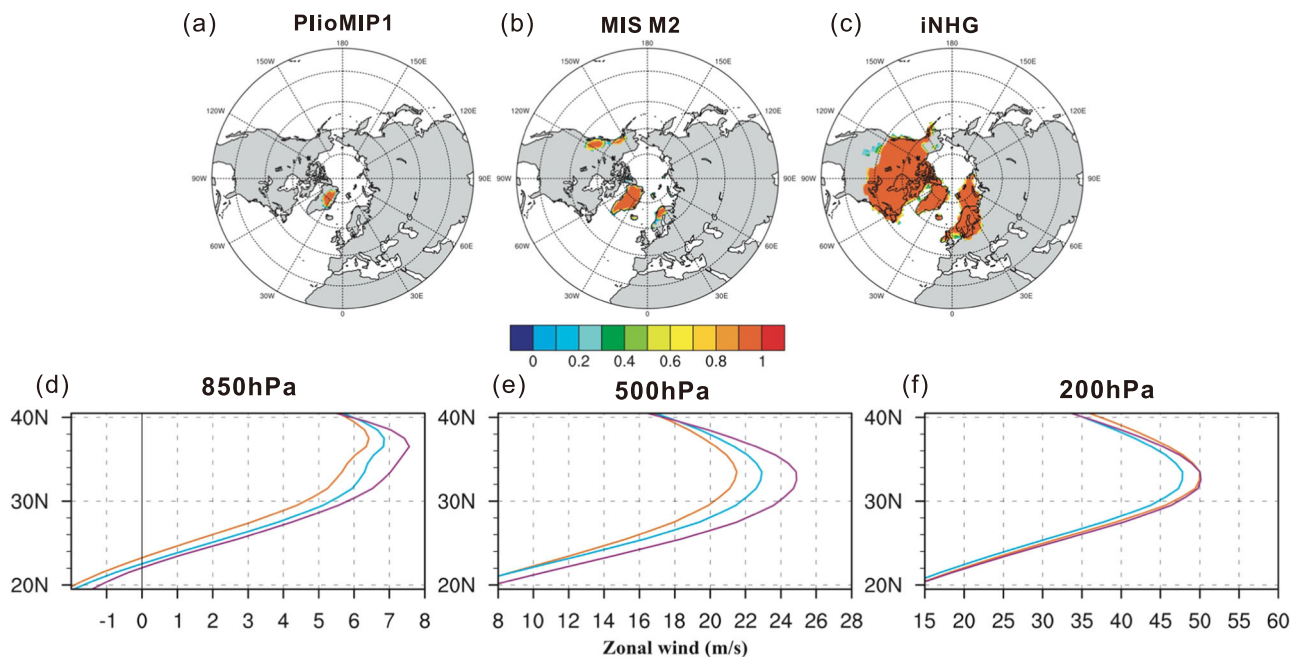 (a) PlioMIP1 (b) MIS M2 (c) iNHG
180 180 180
150W 150E 150W 150E 150W 150E
120W 120E 120W 120E 120W 120E
90W 90E 90W 90E 90W 90E
60W 60E 60W 60E 60W 60E
30W 30E 30W 30E 30W 30E
0 0 0
0 0.2 0.4 0.6 0.8 1
(d) 850hPa (e) 500hPa (f) 200hPa
40N 40N 40N
30N 30N 30N
20N 20N 20N
-1 0 1 2 3 4 5 6 7 8 8 10 12 14 16 18 20 22 24 26 28 15 20 25 30 35 40 45 50 55 60
Zonal wind (m/s)